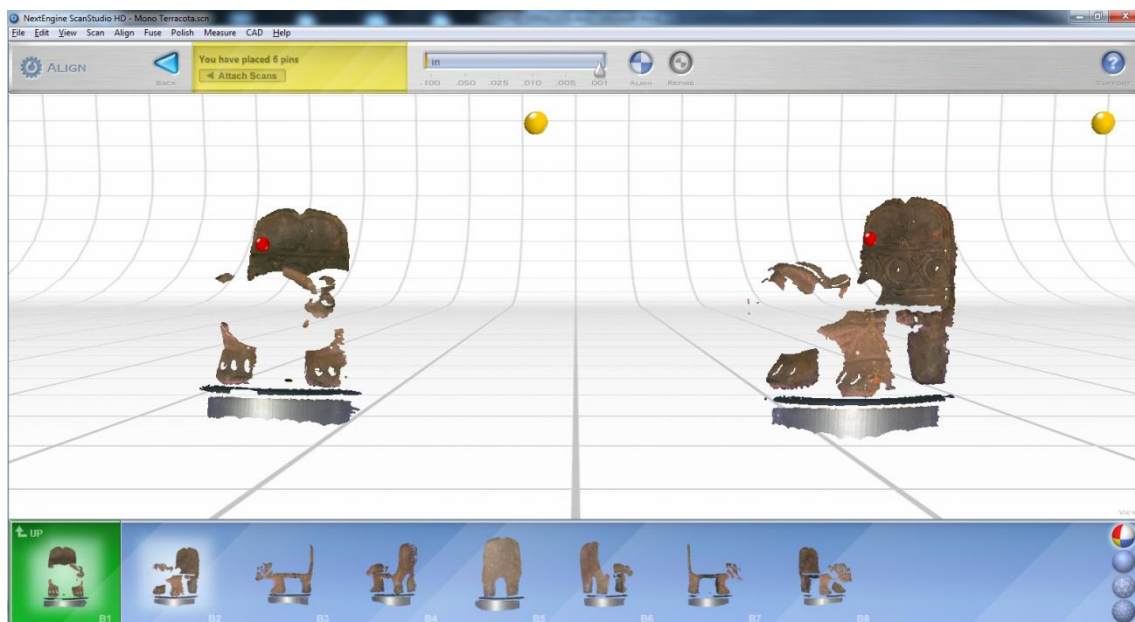 NextEngine ScanStudio HD - Mono Terracota.scn
File Edit View Scan Align Fuse Polish Measure CAD Help
ALIGN
BACK
You have placed 6 pins
Attach Scans
in
.100 .050 .025 .010 .005 .001
ALIGN
REFINE
SUPPORT
UP
B1 B2 B3 B4 B5 B6 B7 B8